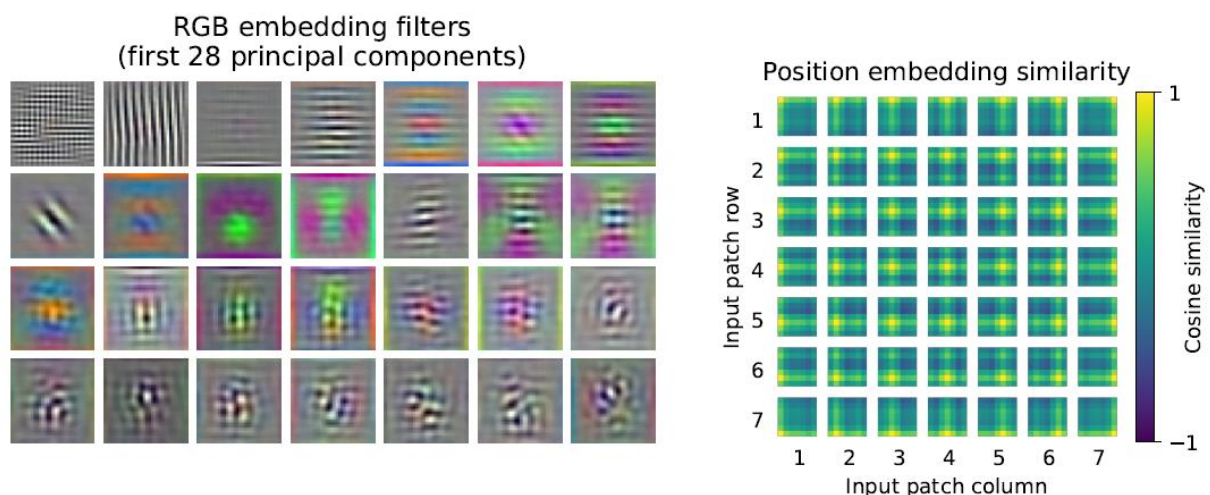 RGB embedding filters
(first 28 principal components)
Position embedding similarity
1
2
3
4
5
6
7
Input patch row
1 2 3 4 5 6 7
Input patch column
1
−1
Cosine similarity